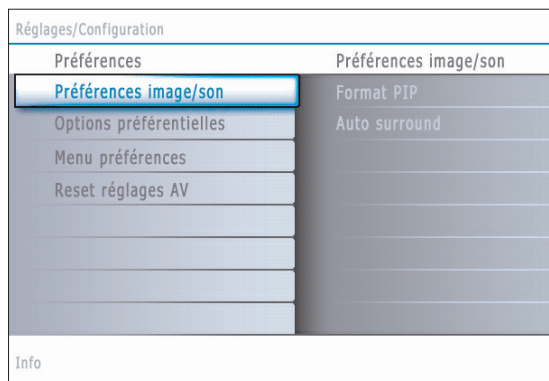 Réglages/Configuration
Préférences
Préférences image/son
Préférences image/son
Format PIP
Options préférentielles
Auto surround
Menu préférences
Reset réglages AV
Info